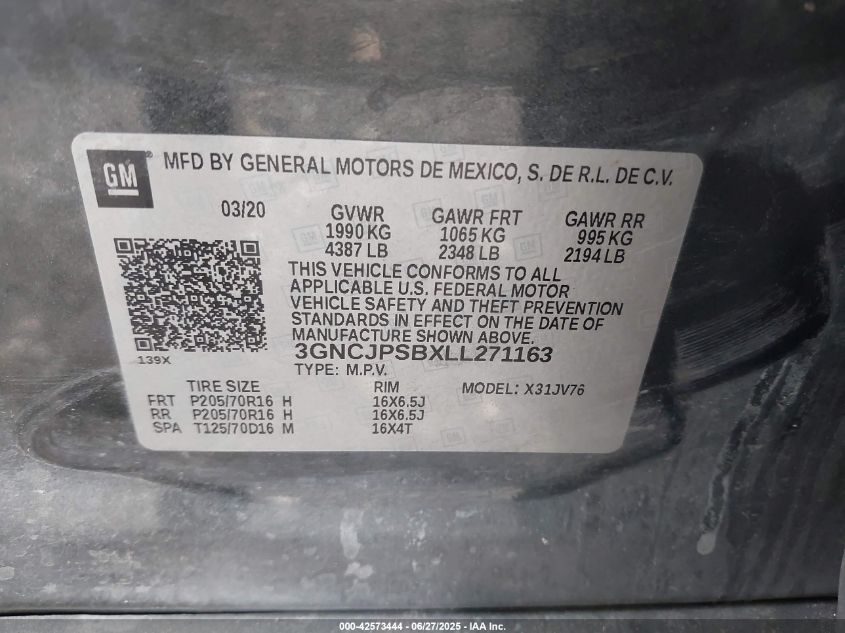 GM® MFD BY GENERAL MOTORS DE MEXICO, S. DE R.L. DE C.V.
03/20 GVWR GAWR FRT GAWR RR
1990 KG 1065 KG 995 KG
4387 LB 2348 LB 2194 LB
THIS VEHICLE CONFORMS TO ALL
APPLICABLE U.S. FEDERAL MOTOR
VEHICLE SAFETY AND THEFT PREVENTION
STANDARDS IN EFFECT ON THE DATE OF
MANUFACTURE SHOWN ABOVE.
139X 3GNCJPSBXLL271163
TYPE: M.P.V.
TIRE SIZE RIM MODEL: X31JV76
FRT P205/70R16 H 16X6.5J
RR P205/70R16 H 16X6.5J
SPA T125/70D16 M 16X4T
000-42573444 - 06/27/2025 - IAA Inc.